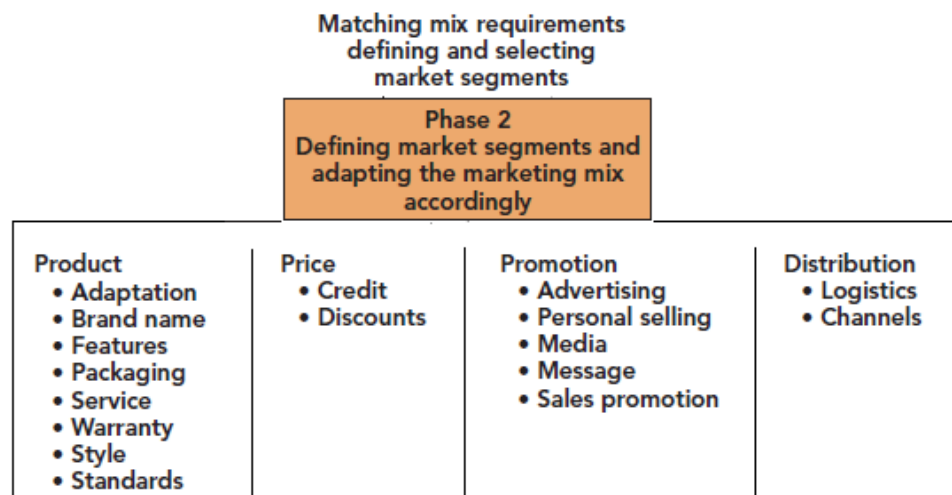 Matching mix requirements
defining and selecting
market segments
Phase 2
Defining market segments and
adapting the marketing mix
accordingly
Product
• Adaptation
• Brand name
• Features
• Packaging
• Service
• Warranty
• Style
• Standards
Price
• Credit
• Discounts
Promotion
• Advertising
• Personal selling
• Media
• Message
• Sales promotion
Distribution
• Logistics
• Channels